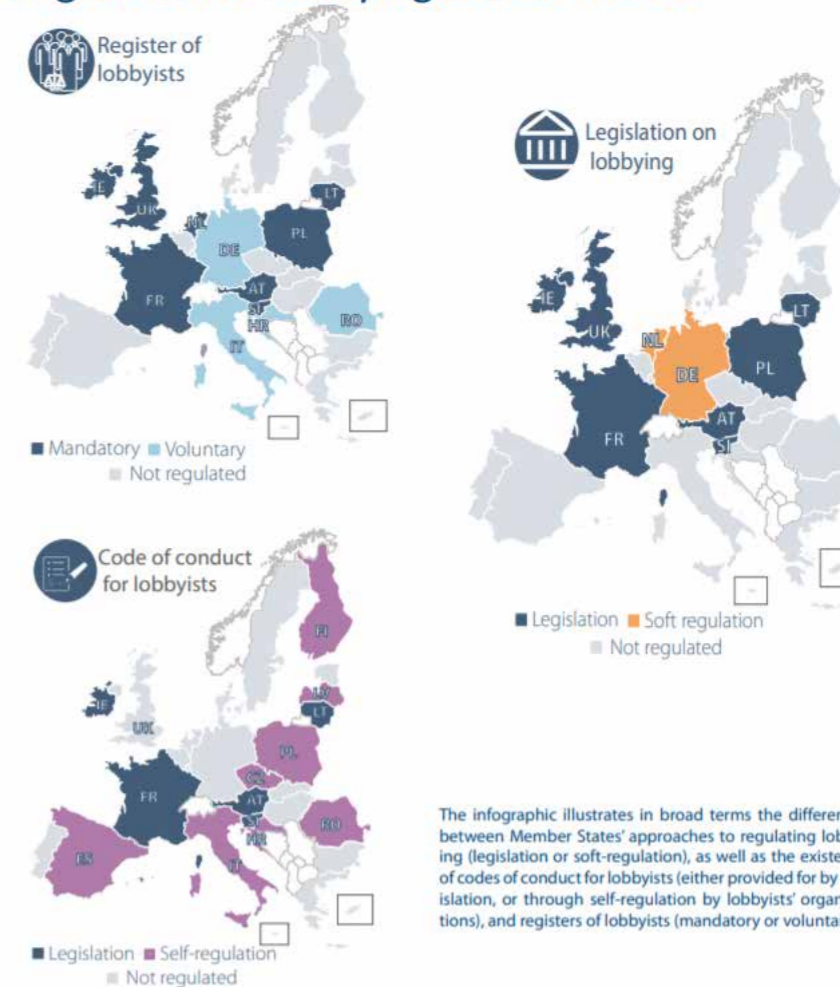 Register of
lobbyists
IE
UK
NL
LT
PL
DE
FR
AT
SI
HR
RO
IT
Mandatory Voluntary
Not regulated
Legislation on
lobbying
IE
UK
LT
NL
DE
PL
FR
AT
SI
Legislation Soft regulation
Not regulated
Code of conduct
for lobbyists
FI
LV
LT
IE
UK
PL
CZ
FR
AT
SI
HR
RO
ES
IT
Legislation Self-regulation
Not regulated
The infographic illustrates in broad terms the differen
between Member States' approaches to regulating lob
ing (legislation or soft-regulation), as well as the existe
of codes of conduct for lobbyists (either provided for by
islation, or through self-regulation by lobbyists' organ
tions), and registers of lobbyists (mandatory or volunta